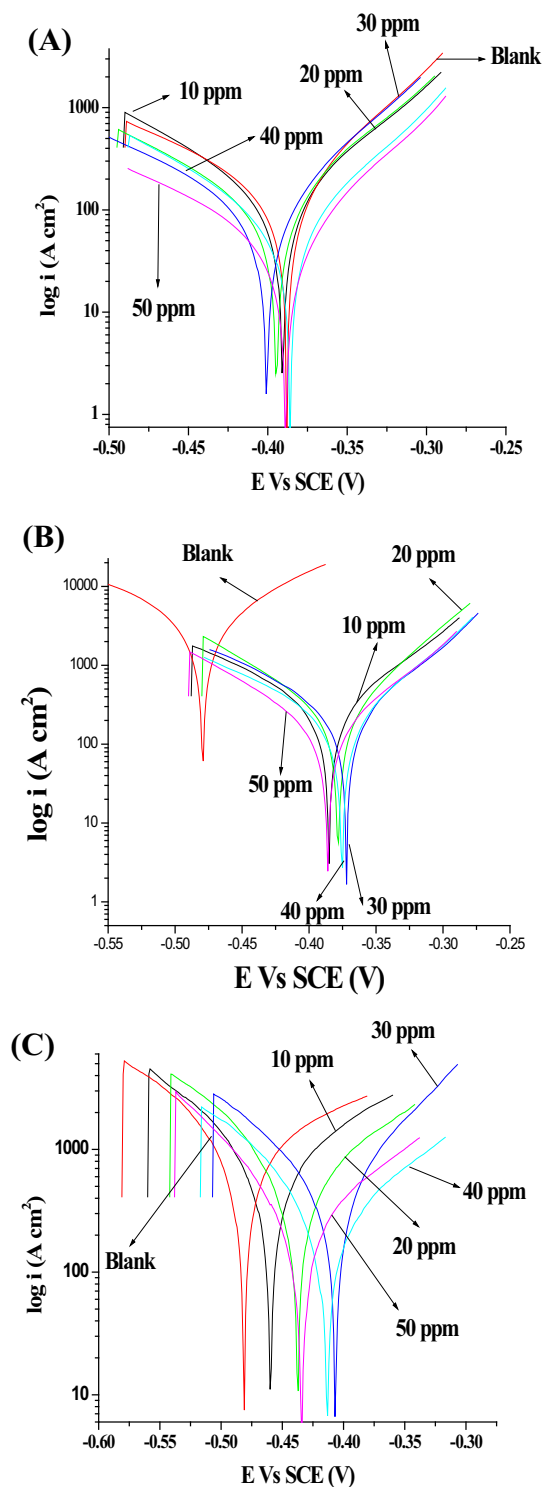 (A)
30 ppm
Blank
10 ppm
20 ppm
40 ppm
50 ppm
1000
100
10
1
log i (A cm²)
-0.50 -0.45 -0.40 -0.35 -0.30 -0.25
E Vs SCE (V)
(B)
Blank
20 ppm
10 ppm
50 ppm
40 ppm
30 ppm
10000
1000
100
10
1
log i (A cm²)
-0.55 -0.50 -0.45 -0.40 -0.35 -0.30 -0.25
E Vs SCE (V)
(C)
30 ppm
10 ppm
40 ppm
20 ppm
Blank
50 ppm
1000
100
10
log i (A cm²)
-0.60 -0.55 -0.50 -0.45 -0.40 -0.35 -0.30
E Vs SCE (V)